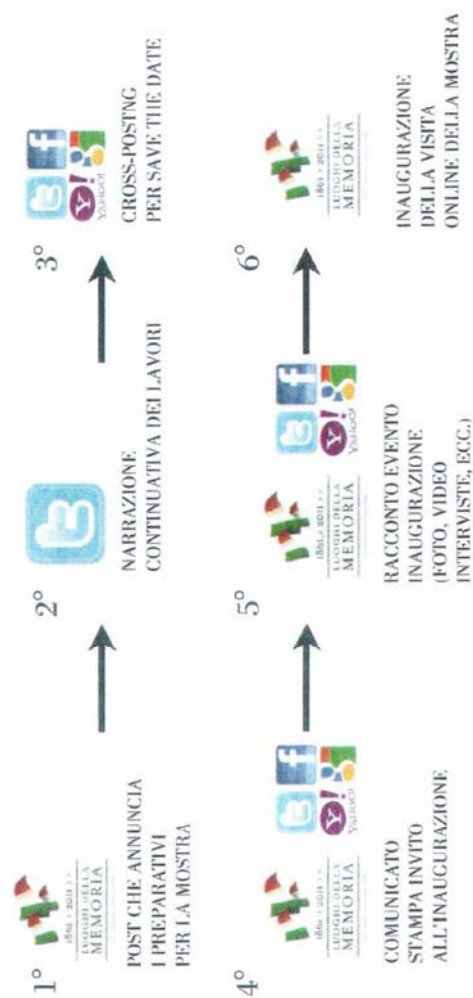 1°
1861 > 2011 >>
LUOGHI DELLA
MEMORIA
POST CHE ANNUNCIA
I PREPARATIVI
PER LA MOSTRA
2°
NARRAZIONE
CONTINUATIVA DEI LAVORI
3°
f
Y!
YAHOO!
CROSS-POSTNG
PER SAVE THE DATE
4°
1861 > 2011 >>
LUOGHI DELLA
MEMORIA
f
Y!
YAHOO!
COMUNICATO
STAMPA INVITO
ALL'INAUGURAZIONE
5°
1861 > 2011 >>
LUOGHI DELLA
MEMORIA
f
Y!
YAHOO!
RACCONTO EVENTO
INAUGURAZIONE
(FOTO, VIDEO
INTERVISTE, ECC.)
6°
1861 > 2011 >>
LUOGHI DELLA
MEMORIA
INAUGURAZIONE
DELLA VISITA
ONLINE DELLA MOSTRA